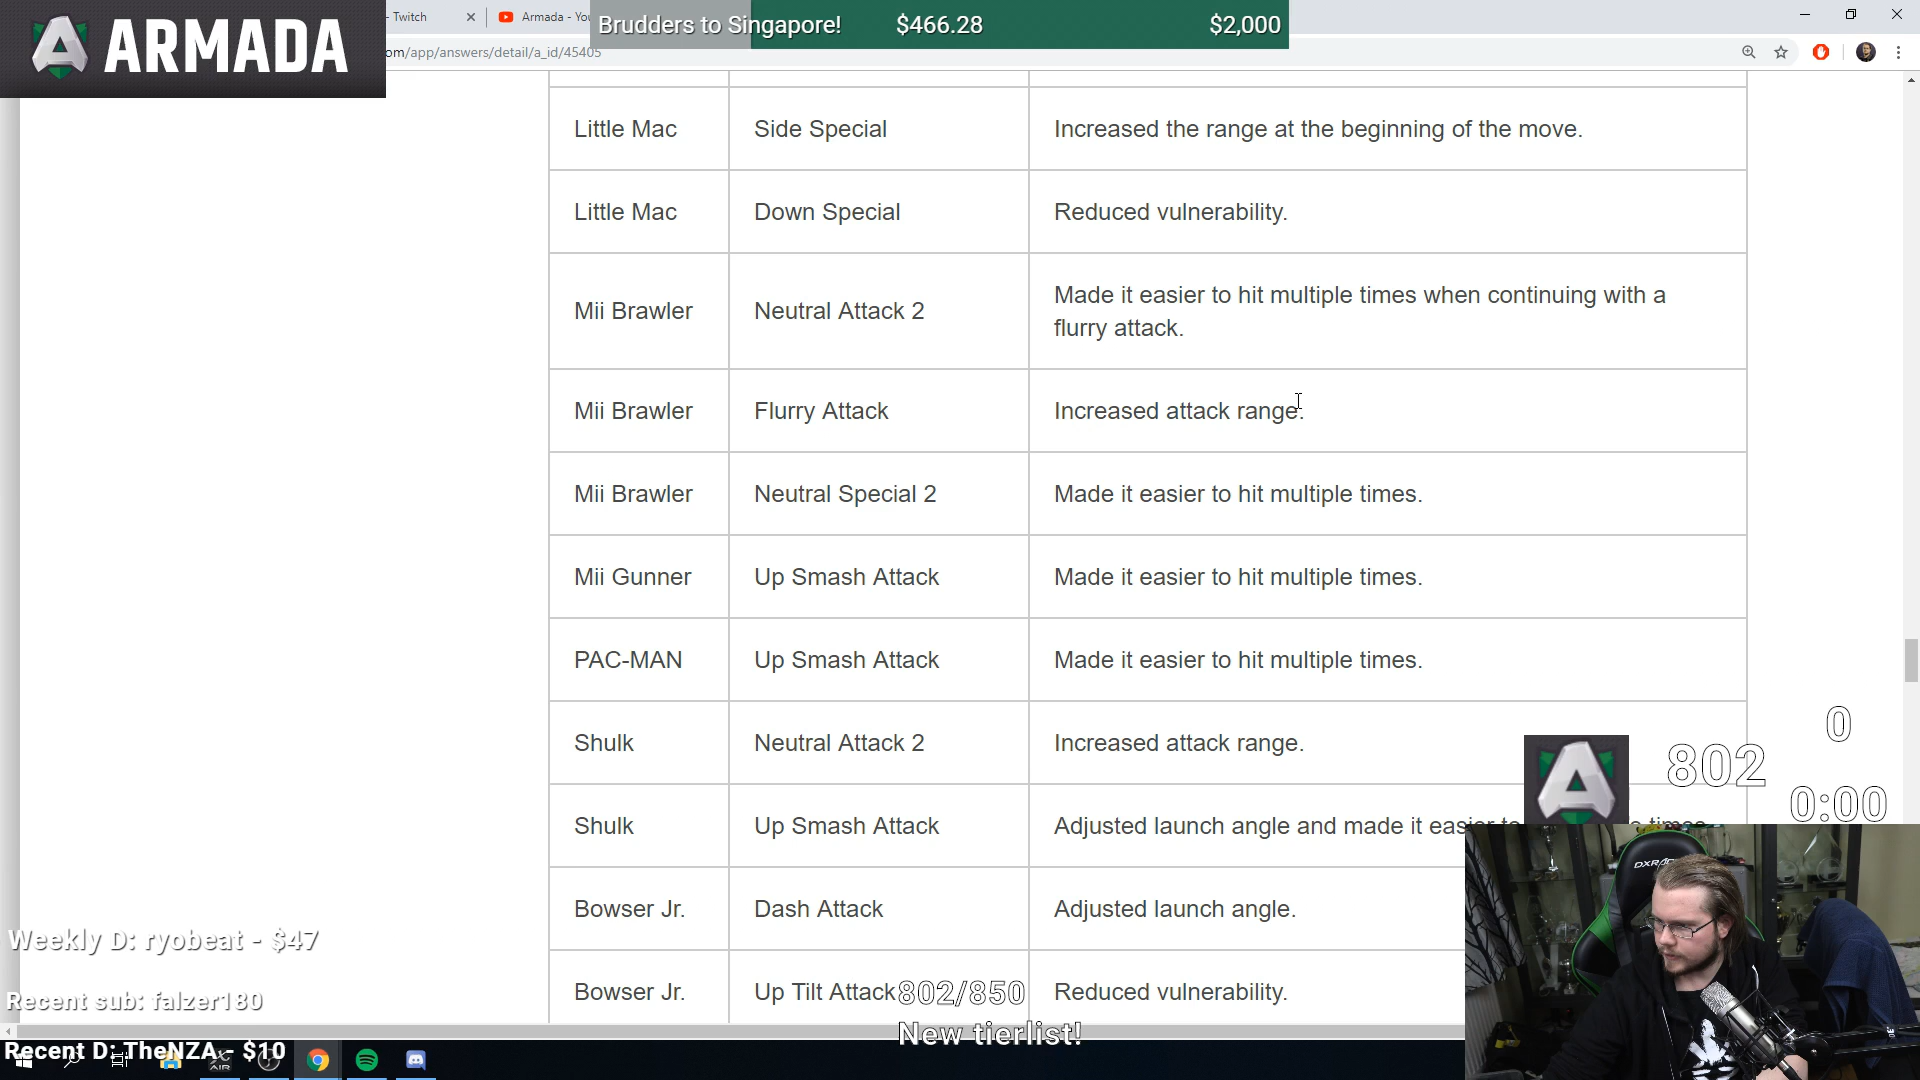 ARMADA
- Twitch
Armada - You
Brudders to Singapore! $466.28 $2,000
om/app/answers/detail/a_id/45405
Little Mac Side Special Increased the range at the beginning of the move.
Little Mac Down Special Reduced vulnerability.
Mii Brawler Neutral Attack 2 Made it easier to hit multiple times when continuing with a
flurry attack.
Mii Brawler Flurry Attack Increased attack range.
Mii Brawler Neutral Special 2 Made it easier to hit multiple times.
Mii Gunner Up Smash Attack Made it easier to hit multiple times.
PAC-MAN Up Smash Attack Made it easier to hit multiple times.
0
Shulk Neutral Attack 2 Increased attack range.
802
0:00
Shulk Up Smash Attack Adjusted launch angle and made it easier to times.
DXRACER
Bowser Jr. Dash Attack Adjusted launch angle.
Weekly D: ryobeat - $47
Bowser Jr. Up Tilt Attack Reduced vulnerability.
802/850
Recent sub: falzer180
New tierlist!
Recent D: TheNZA - $10